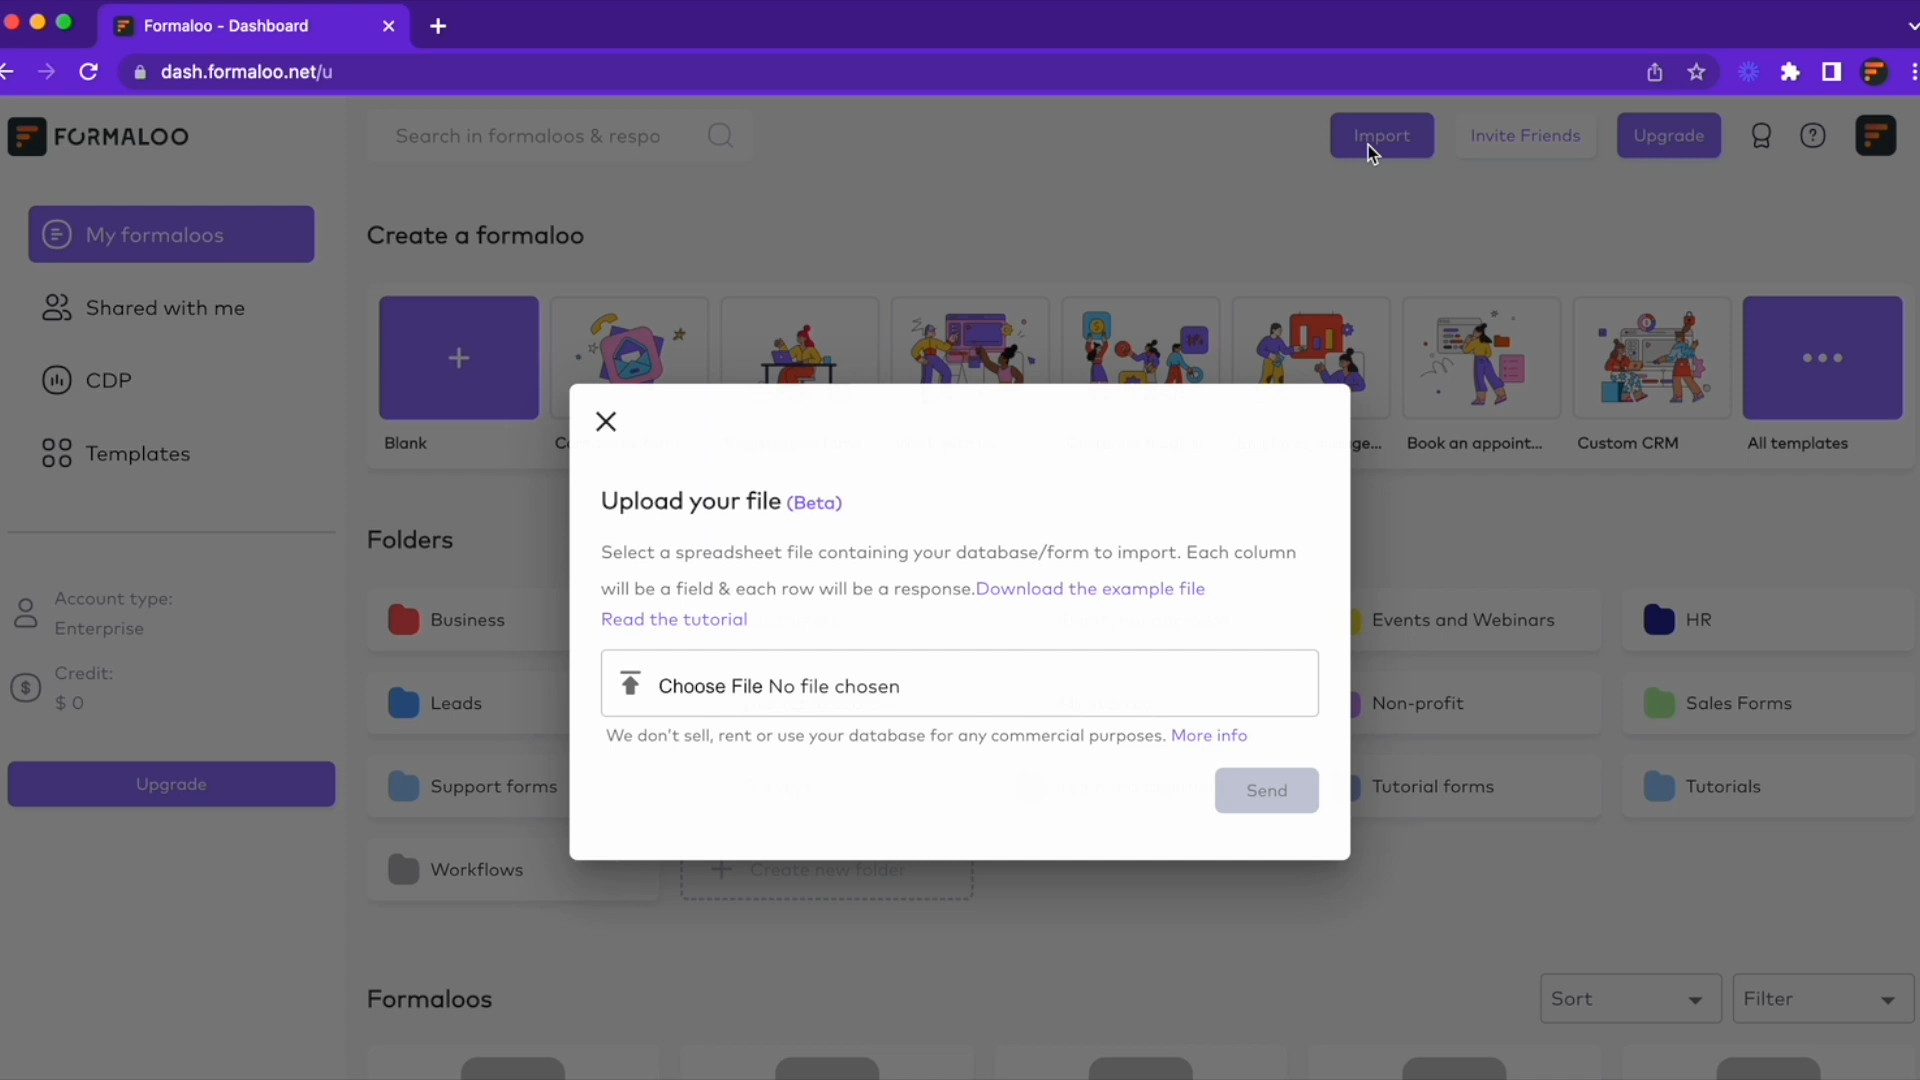 Formaloo - Dashboard
dash.formaloo.net/u
FORMALOO
Search in formaloos & respo
Import
Invite Friends
Upgrade
My formaloos
Shared with me
CDP
Templates
Account type:
Enterprise
Credit:
$ 0
Upgrade
Create a formaloo
Blank
Book an appoint...
Custom CRM
All templates
Folders
Business
Events and Webinars
HR
Leads
Non-profit
Sales Forms
Support forms
Tutorial forms
Tutorials
Workflows
Create new folder
Upload your file (Beta)
Select a spreadsheet file containing your database/form to import. Each column
will be a field & each row will be a response.Download the example file
Read the tutorial
Choose File No file chosen
We don't sell, rent or use your database for any commercial purposes. More info
Send
Formaloos
Sort
Filter